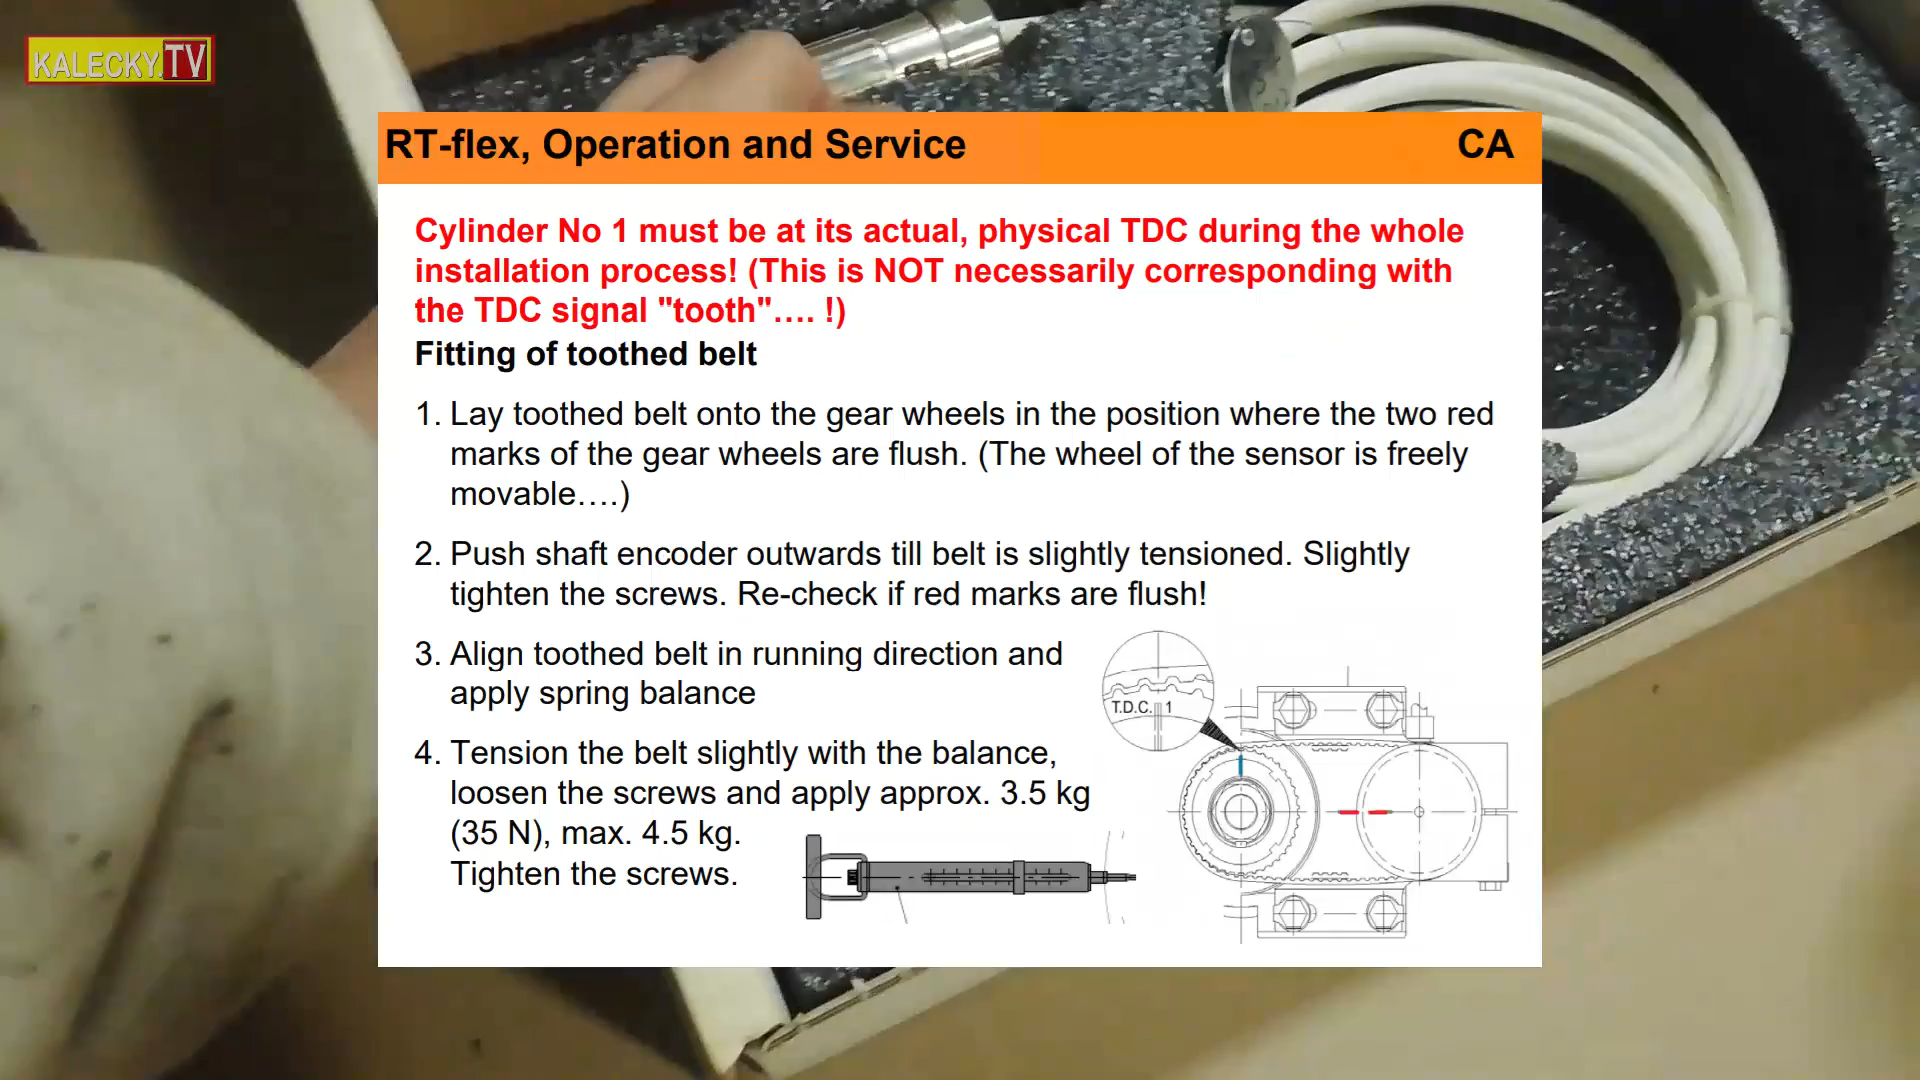 KALECKY.TV
RT-flex, Operation and Service CA
Cylinder No 1 must be at its actual, physical TDC during the whole
installation process! (This is NOT necessarily corresponding with
the TDC signal "tooth"…. !)
Fitting of toothed belt
1. Lay toothed belt onto the gear wheels in the position where the two red
marks of the gear wheels are flush. (The wheel of the sensor is freely
movable….)
2. Push shaft encoder outwards till belt is slightly tensioned. Slightly
tighten the screws. Re-check if red marks are flush!
3. Align toothed belt in running direction and
apply spring balance
T.D.C. 1
4. Tension the belt slightly with the balance,
loosen the screws and apply approx. 3.5 kg
(35 N), max. 4.5 kg.
Tighten the screws.